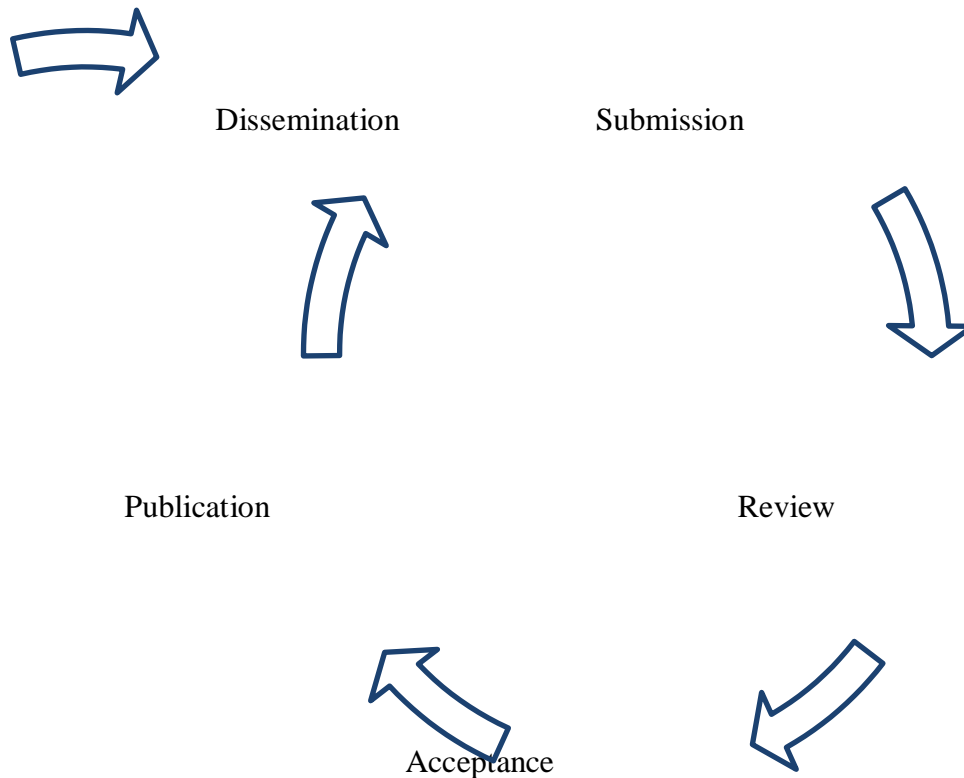 Dissemination
Submission
Publication
Review
Acceptance